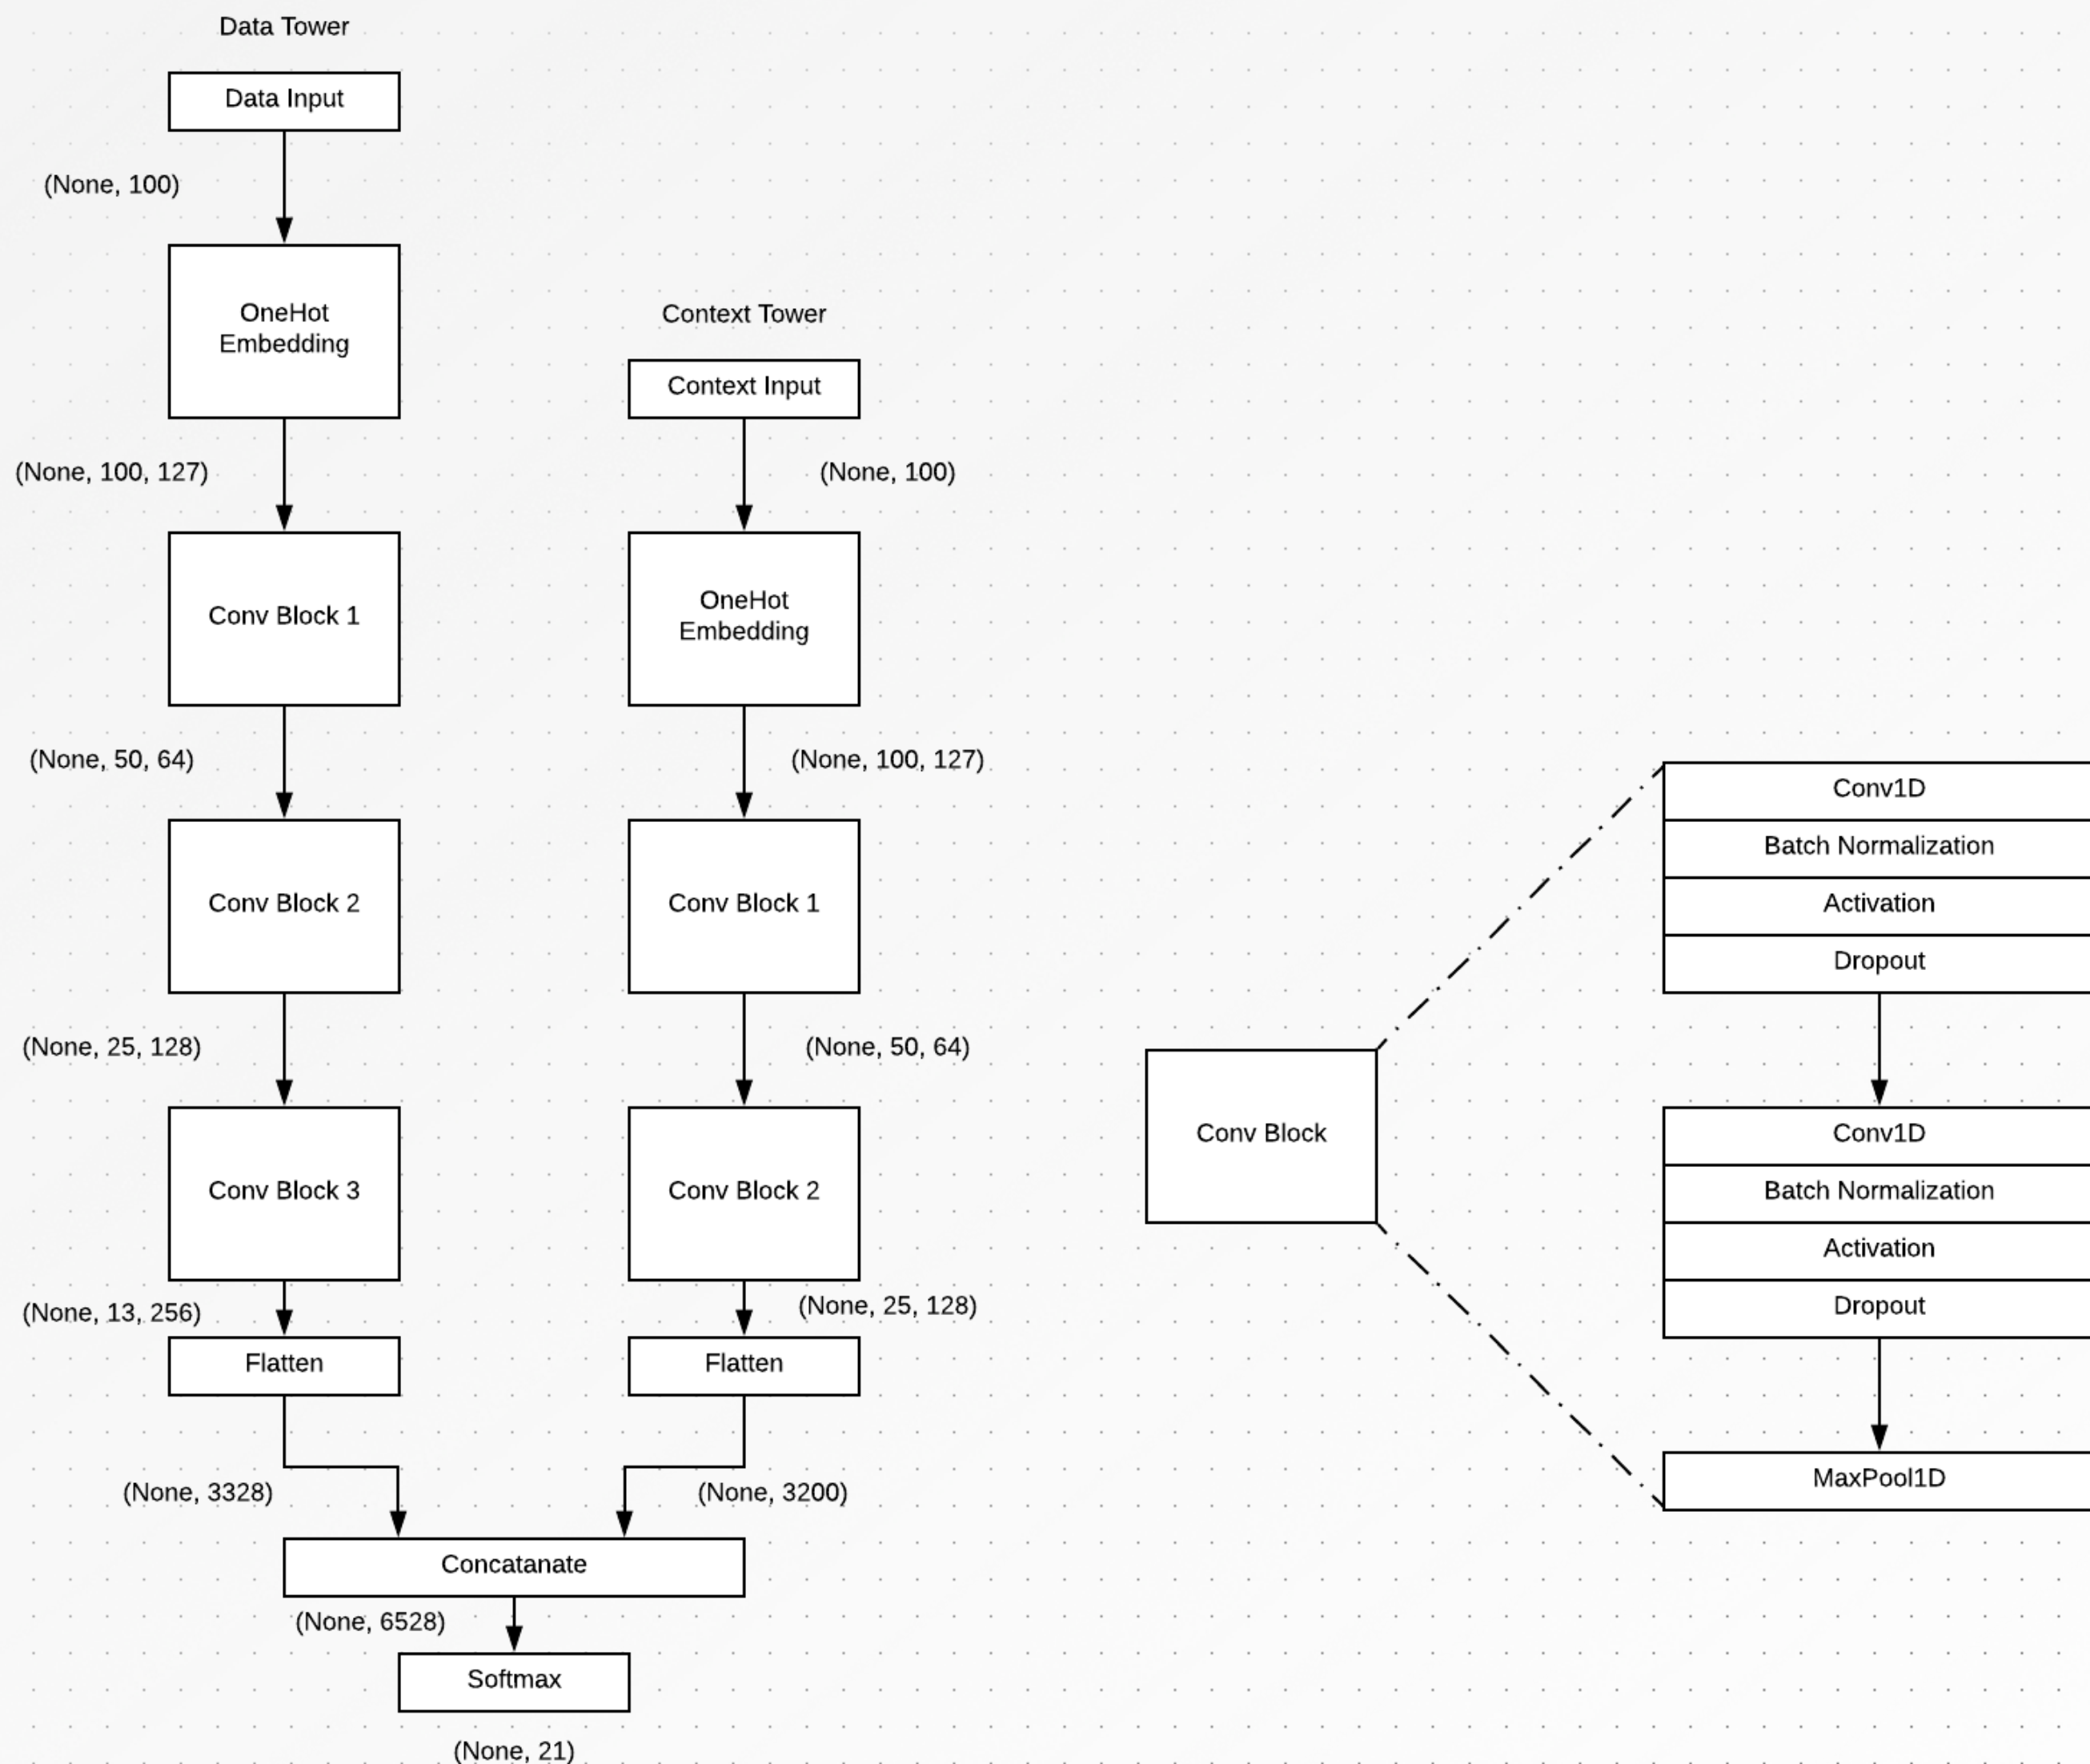 Data Tower
Data Input
(None, 100)
OneHot
Embedding
(None, 100, 127)
Conv Block 1
(None, 50, 64)
Conv Block 2
(None, 25, 128)
Conv Block 3
(None, 13, 256)
Flatten
(None, 3328)
Context Tower
Context Input
(None, 100)
OneHot
Embedding
(None, 100, 127)
Conv Block 1
(None, 50, 64)
Conv Block 2
(None, 25, 128)
Flatten
(None, 3200)
Concatanate
(None, 6528)
Softmax
(None, 21)
Conv Block
Conv1D
Batch Normalization
Activation
Dropout
Conv1D
Batch Normalization
Activation
Dropout
MaxPool1D